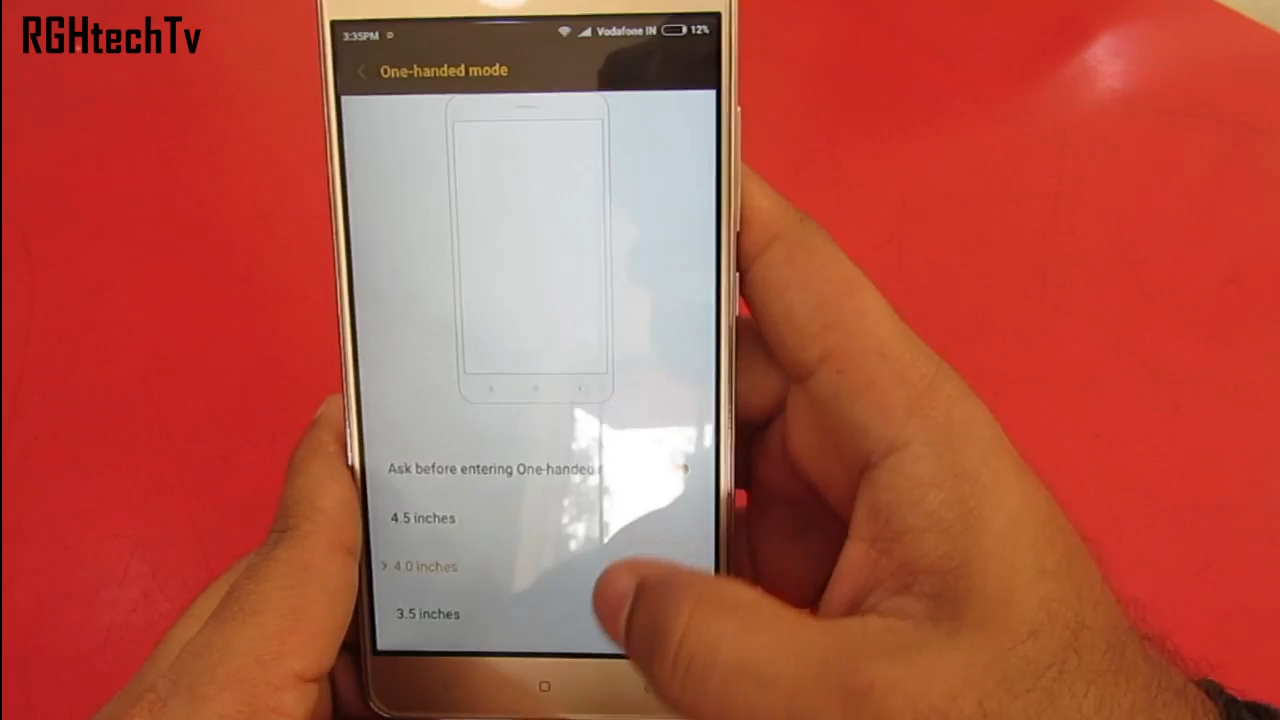 RGHtechTv
3:35PM
Vodafone IN 12%
One-handed mode
Ask before entering One-handed
4.5 inches
4.0 inches
3.5 inches